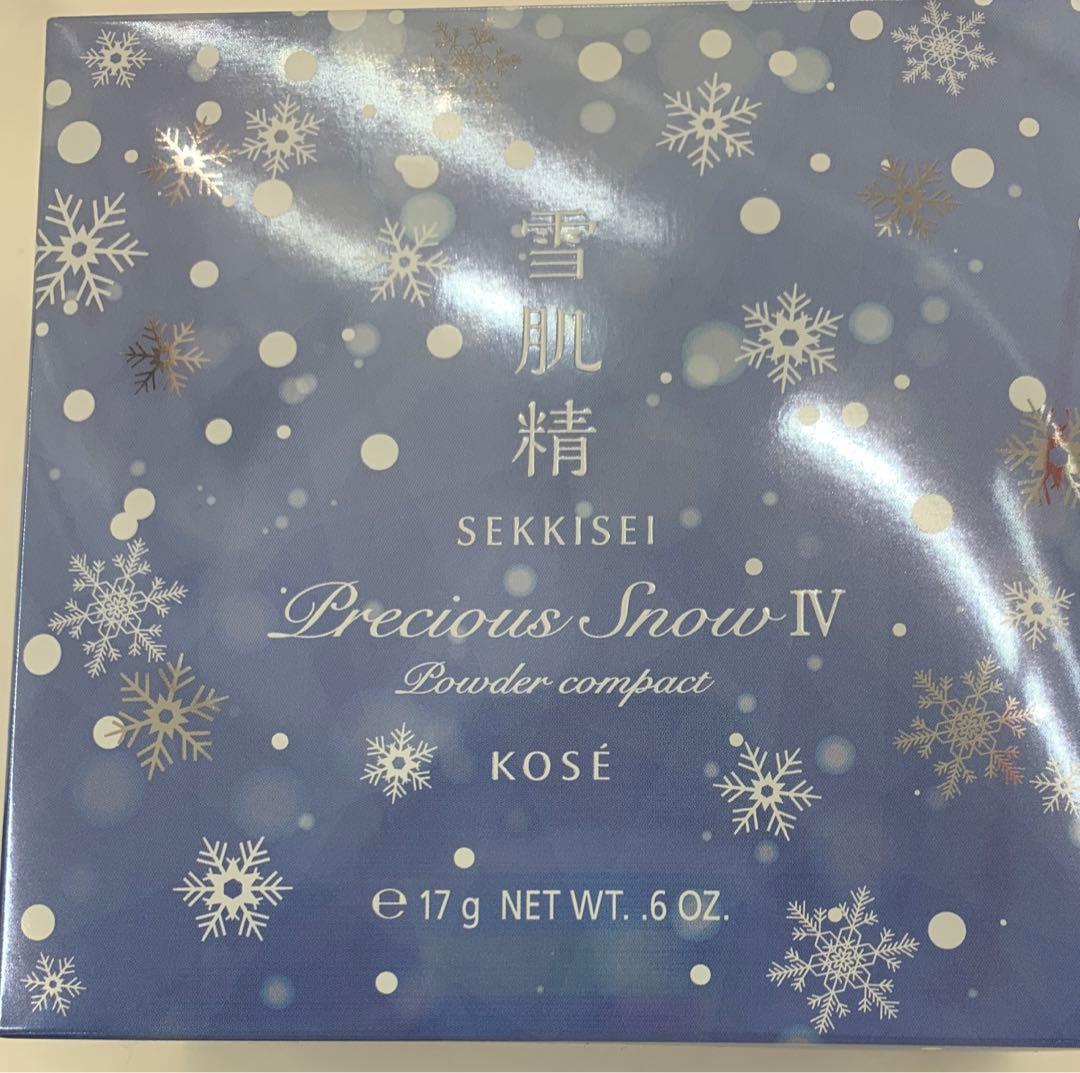 雪肌精
SEKKISEI
Precious Snow Ⅳ
Powder compact
KOSÉ
℮ 17 g NET WT. .6 OZ.